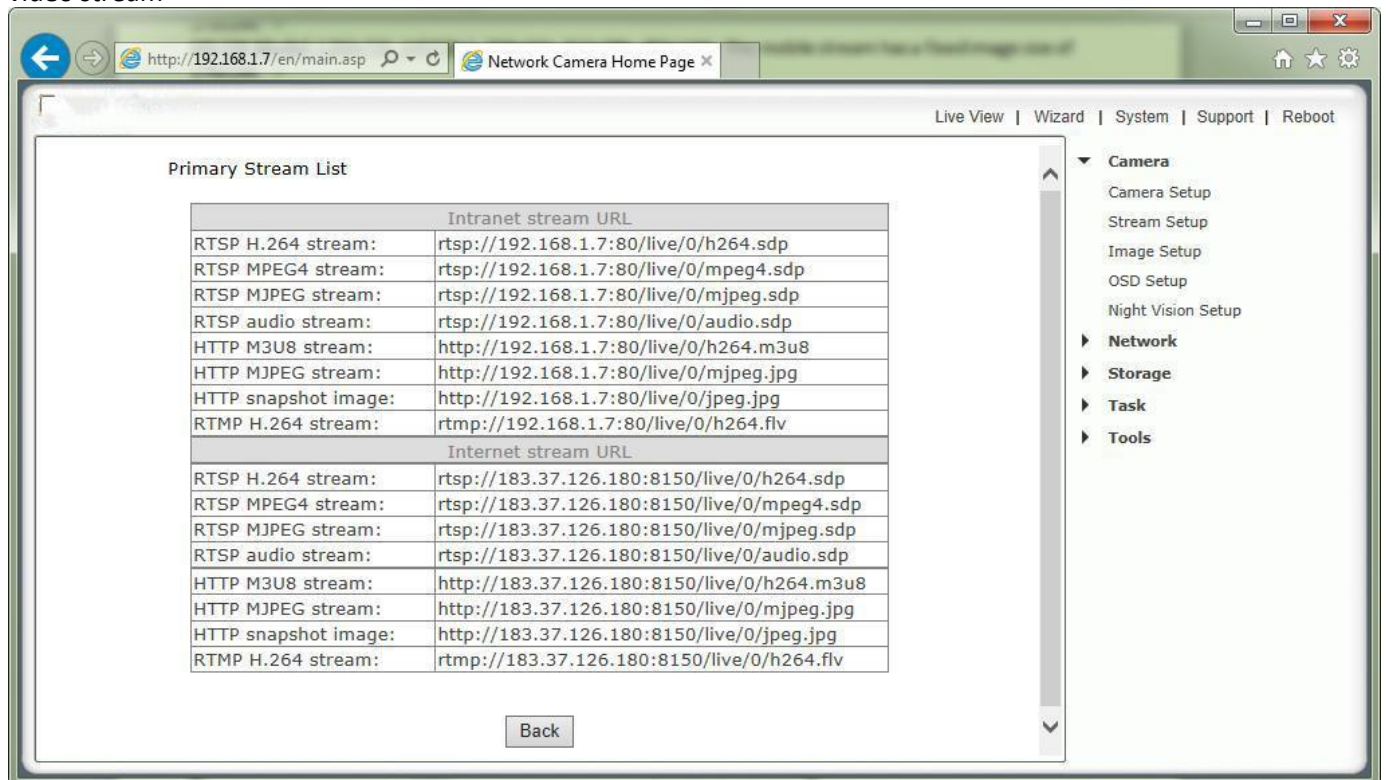 http://192.168.1.7/en/main.asp
Network Camera Home Page
Live View | Wizard | System | Support | Reboot
Primary Stream List
Intranet stream URL
RTSP H.264 stream: rtsp://192.168.1.7:80/live/0/h264.sdp
RTSP MPEG4 stream: rtsp://192.168.1.7:80/live/0/mpeg4.sdp
RTSP MJPEG stream: rtsp://192.168.1.7:80/live/0/mjpeg.sdp
RTSP audio stream: rtsp://192.168.1.7:80/live/0/audio.sdp
HTTP M3U8 stream: http://192.168.1.7:80/live/0/h264.m3u8
HTTP MJPEG stream: http://192.168.1.7:80/live/0/mjpeg.jpg
HTTP snapshot image: http://192.168.1.7:80/live/0/jpeg.jpg
RTMP H.264 stream: rtmp://192.168.1.7:80/live/0/h264.flv
Internet stream URL
RTSP H.264 stream: rtsp://183.37.126.180:8150/live/0/h264.sdp
RTSP MPEG4 stream: rtsp://183.37.126.180:8150/live/0/mpeg4.sdp
RTSP MJPEG stream: rtsp://183.37.126.180:8150/live/0/mjpeg.sdp
RTSP audio stream: rtsp://183.37.126.180:8150/live/0/audio.sdp
HTTP M3U8 stream: http://183.37.126.180:8150/live/0/h264.m3u8
HTTP MJPEG stream: http://183.37.126.180:8150/live/0/mjpeg.jpg
HTTP snapshot image: http://183.37.126.180:8150/live/0/jpeg.jpg
RTMP H.264 stream: rtmp://183.37.126.180:8150/live/0/h264.flv
Back
Camera
Camera Setup
Stream Setup
Image Setup
OSD Setup
Night Vision Setup
Network
Storage
Task
Tools